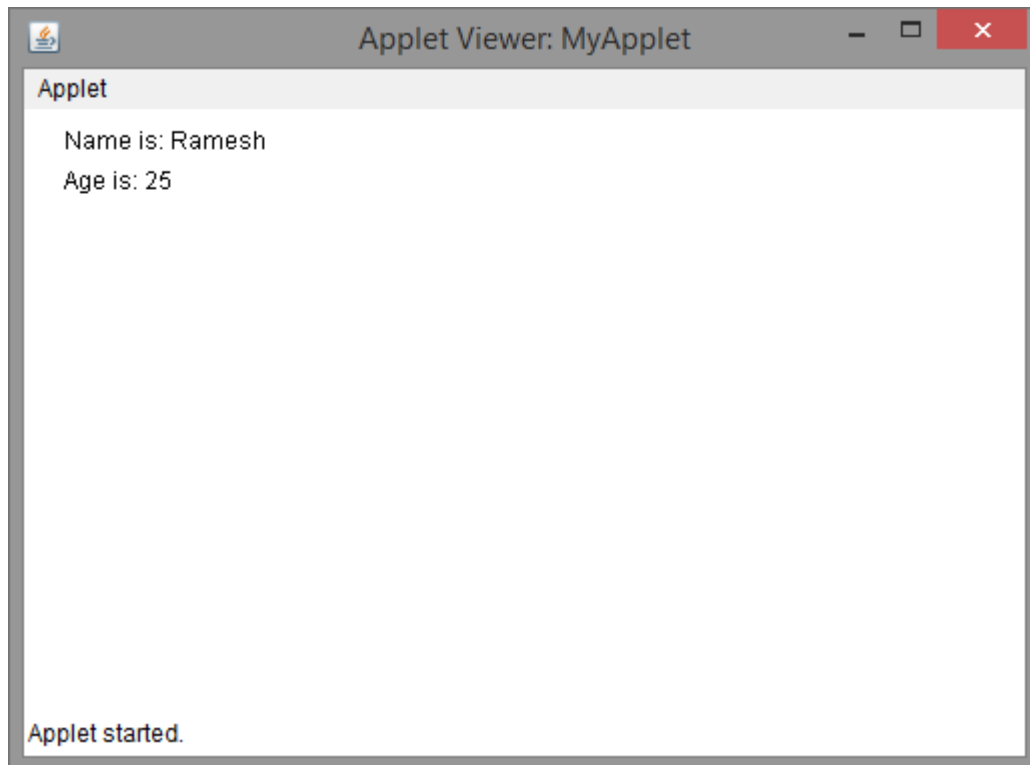 Applet Viewer: MyApplet
Applet
Name is: Ramesh
Age is: 25
Applet started.